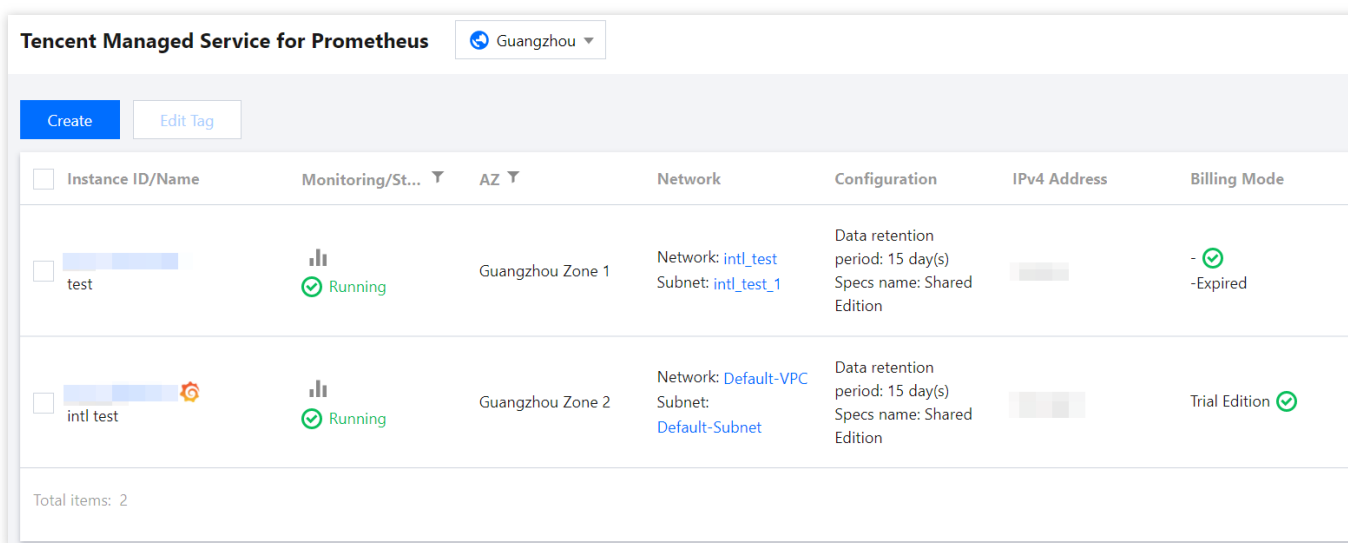 Tencent Managed Service for Prometheus
Guangzhou
Create
Edit Tag
Instance ID/Name
Monitoring/St...
AZ
Network
Configuration
IPv4 Address
Billing Mode
test
Running
Guangzhou Zone 1
Network: intl_test
Subnet: intl_test_1
Data retention
period: 15 day(s)
Specs name: Shared
Edition
-
-Expired
intl test
Running
Guangzhou Zone 2
Network: Default-VPC
Subnet:
Default-Subnet
Data retention
period: 15 day(s)
Specs name: Shared
Edition
Trial Edition
Total items: 2